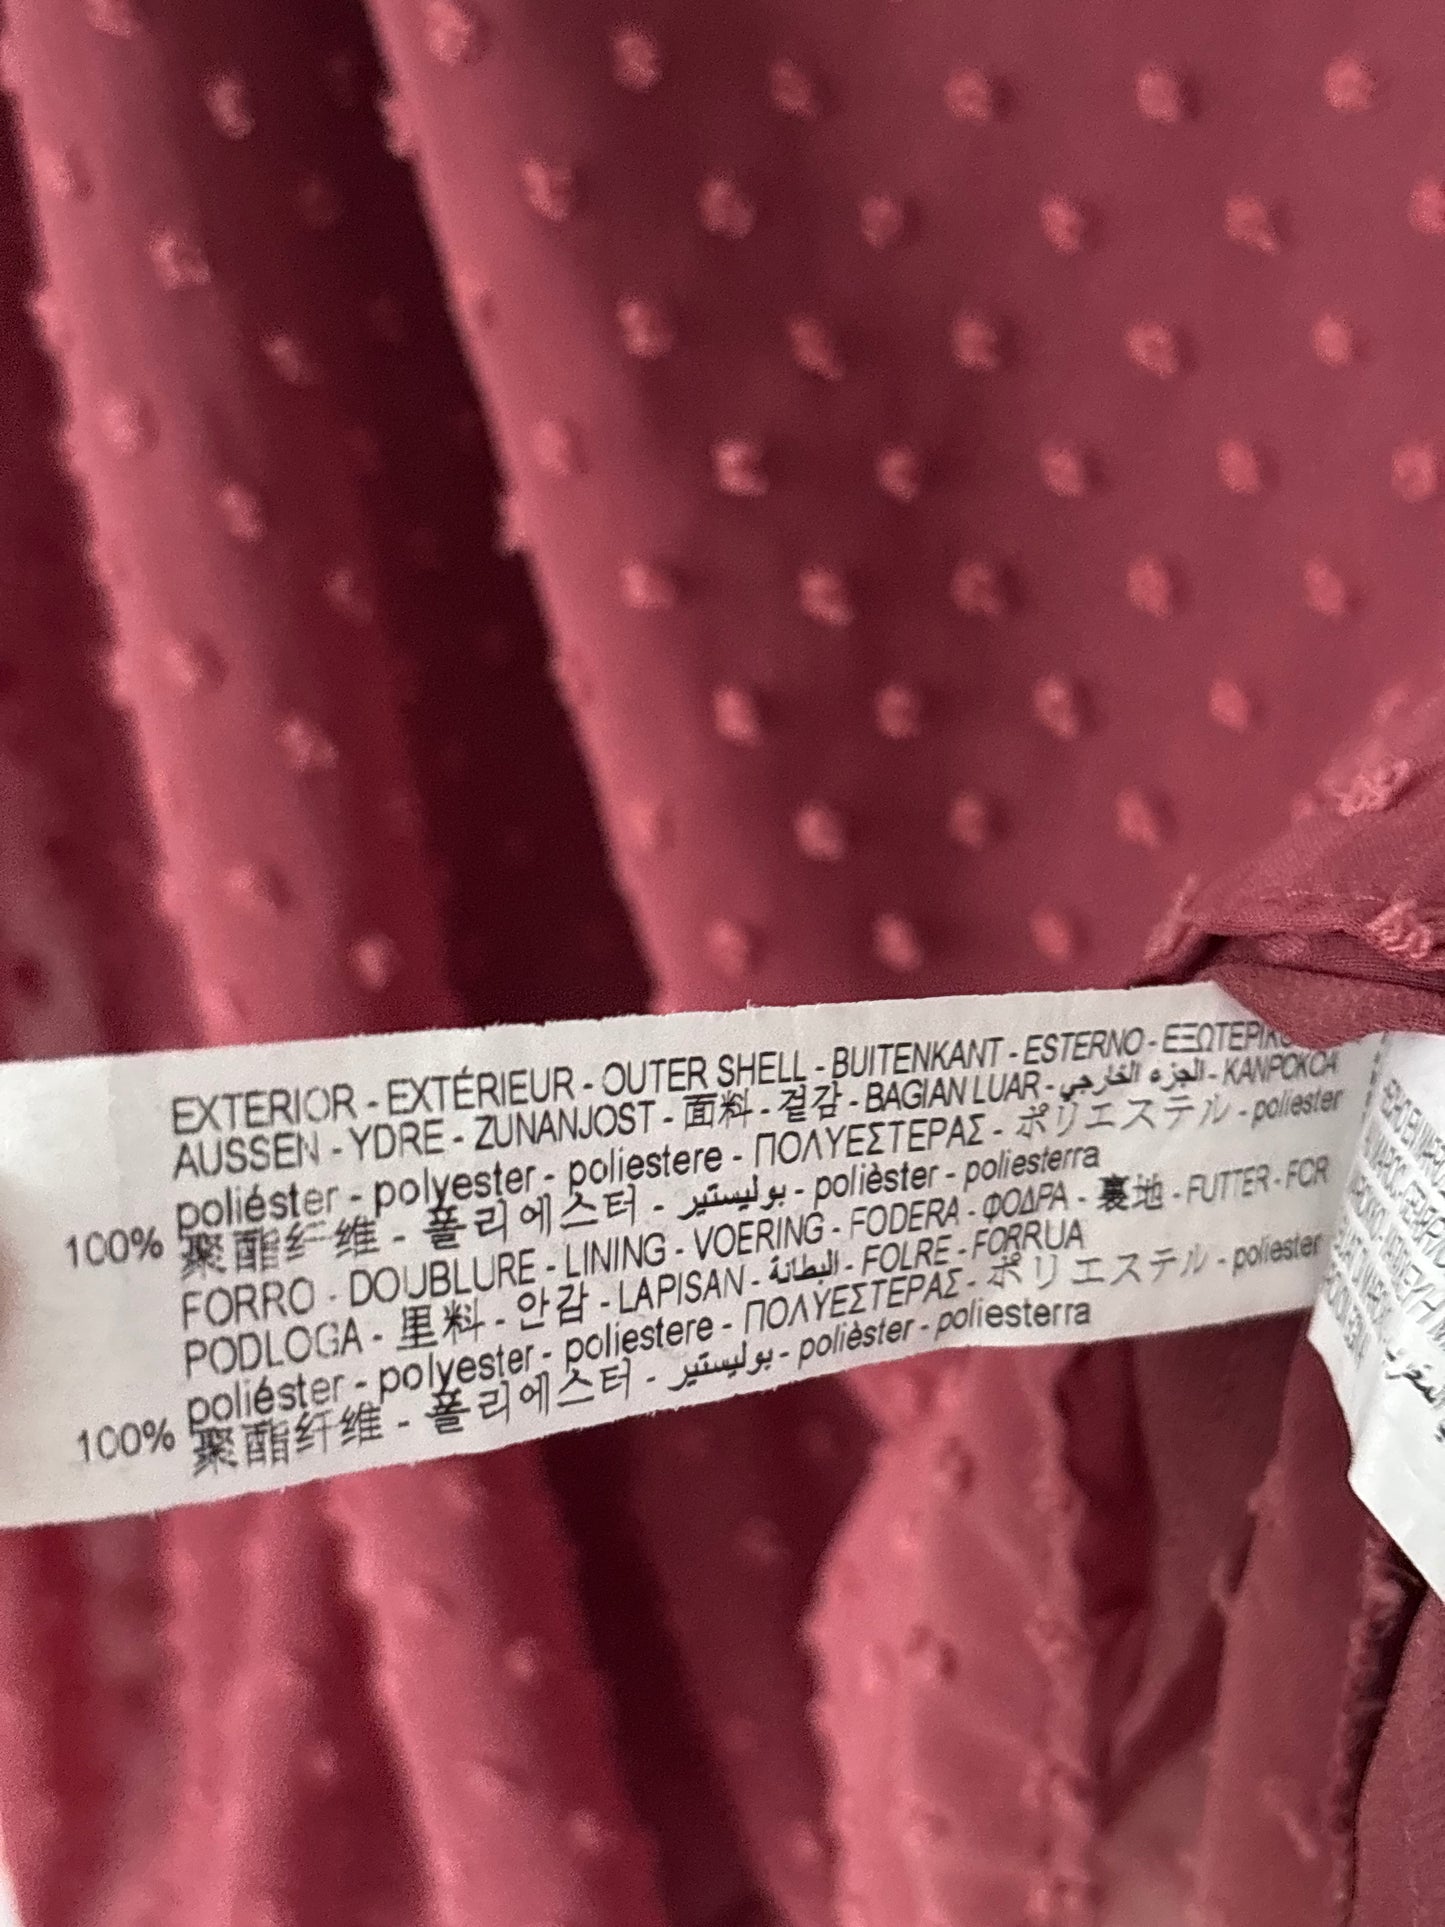 EXTERIOR - EXTÉRIEUR - OUTER SHELL - BUITENKANT - ESTERNO - ΕΞΩΤΕΡΙΚΟ
AUSSEN - YDRE - ZUNANJOST - 面料 - 겉감 - BAGIAN LUAR - الجزء الخارجي - KANPOKOA
poliéster - polyester - poliestere - ΠΟΛΥΕΣΤΕΡΑΣ - ポリエステル - poliester
100% 聚酯纤维 - 폴리에스터 - بوليستير - polièster - poliesterra
FORRO - DOUBLURE - LINING - VOERING - FODERA - ΦΟΔΡΑ - 裏地 - FUTTER - FOR
PODLOGA - 里料 - 안감 - LAPISAN - البطانة - FOLRE - FORRUA
poliéster - polyester - poliestere - ΠΟΛΥΕΣΤΕΡΑΣ - ポリエステル - poliester
100% 聚酯纤维 - 폴리에스터 - بوليستير - polièster - poliesterra